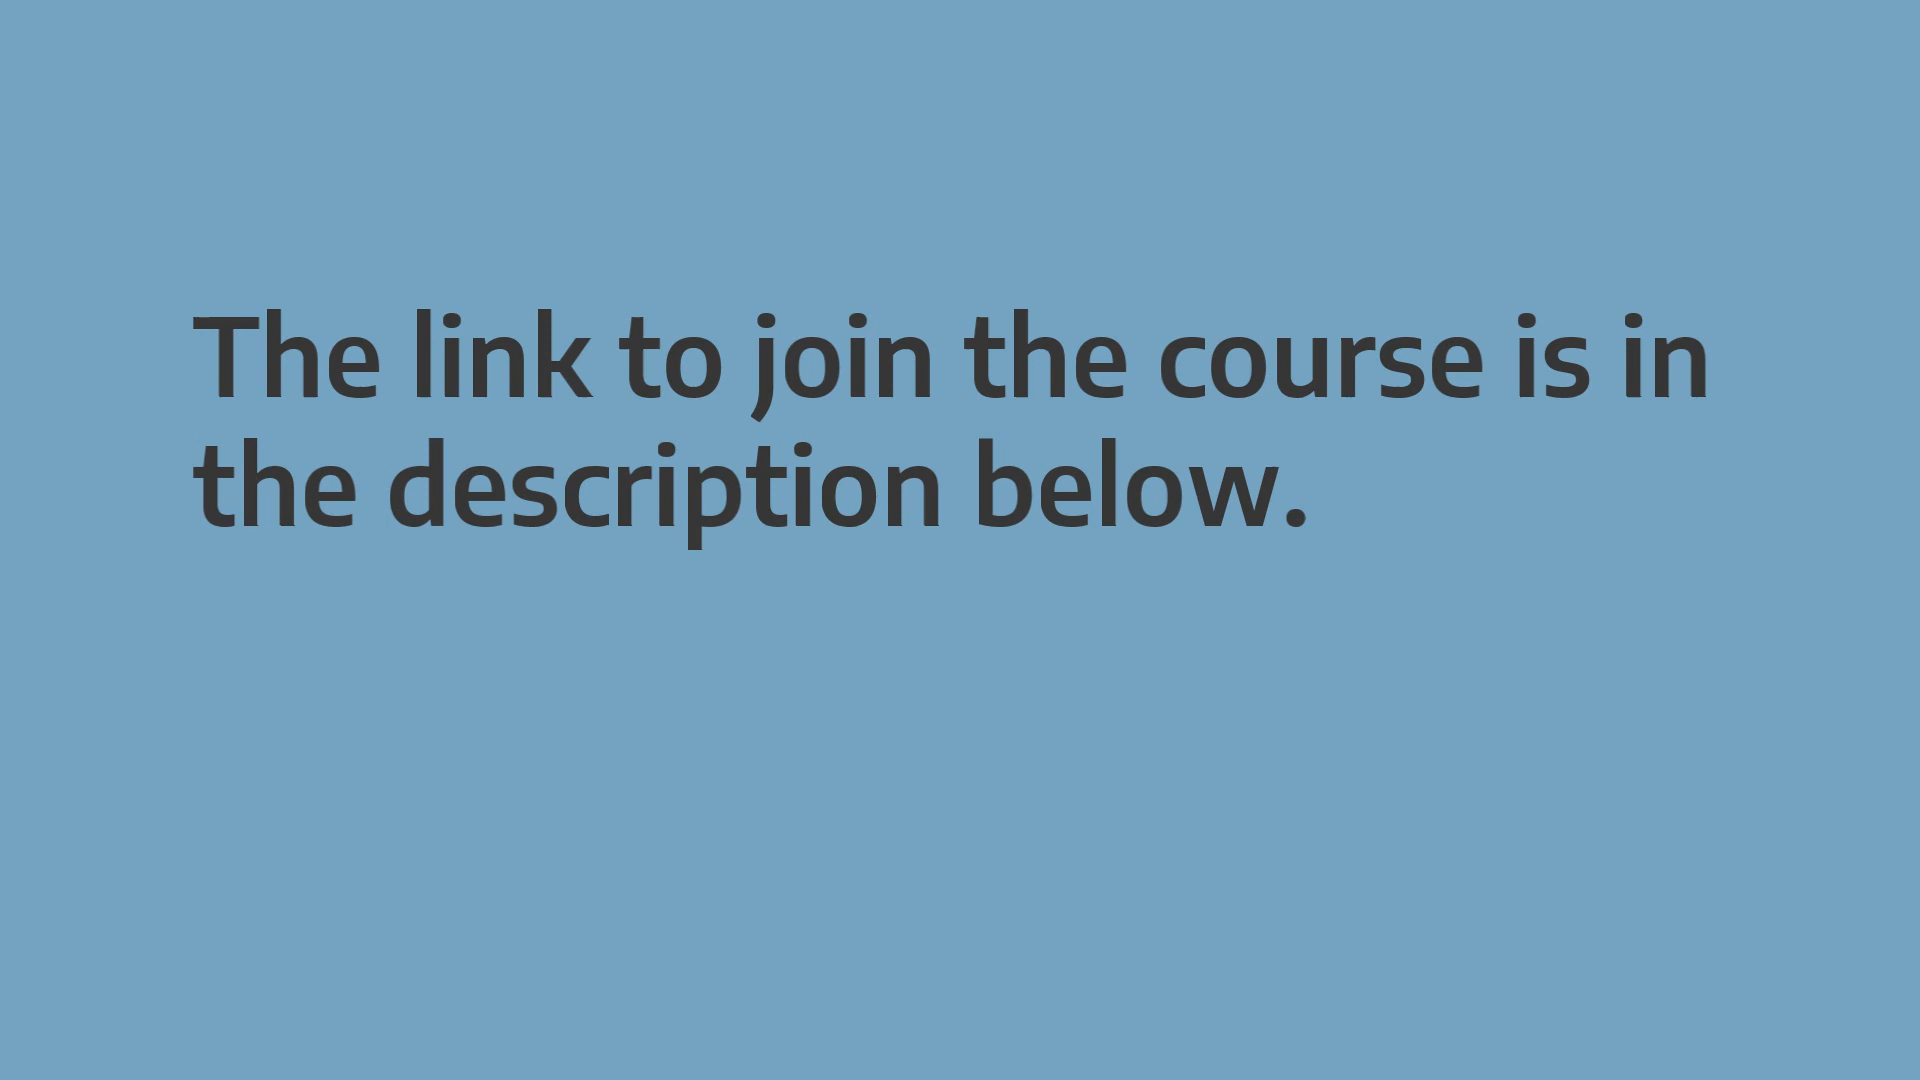 The link to join the course is in
the description below.